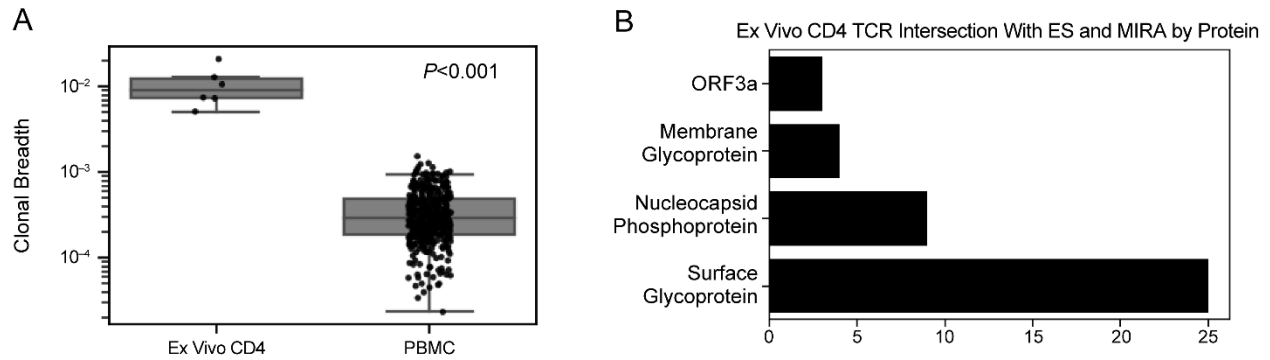 A
Clonal Breadth
10⁻²
10⁻³
10⁻⁴
P<0.001
Ex Vivo CD4
PBMC
B
Ex Vivo CD4 TCR Intersection With ES and MIRA by Protein
ORF3a
Membrane
Glycoprotein
Nucleocapsid
Phosphoprotein
Surface
Glycoprotein
0
5
10
15
20
25